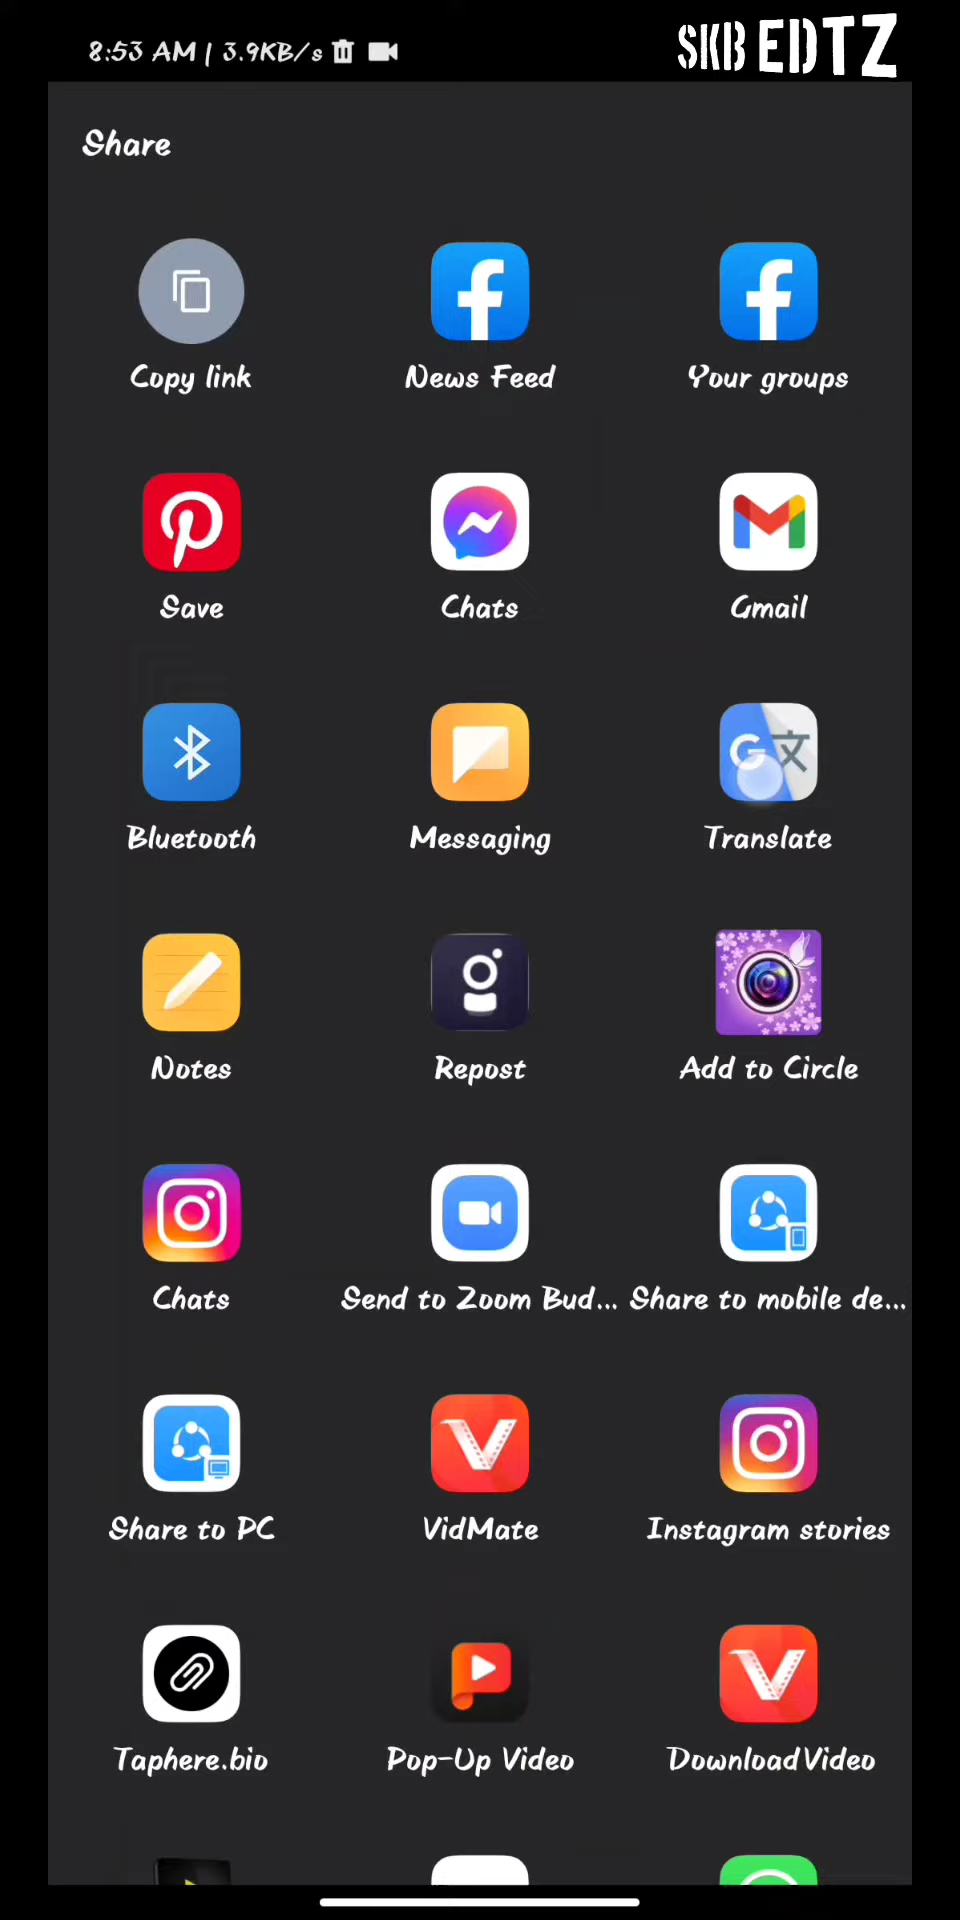 8:53 AM | 3.9KB/s
SKB EDTZ
Share
Copy link
News Feed
Your groups
Save
Chats
Gmail
Bluetooth
Messaging
Translate
Notes
Repost
Add to Circle
Chats
Send to Zoom Bud...
Share to mobile de...
Share to PC
VidMate
Instagram stories
Taphere.bio
Pop-Up Video
DownloadVideo